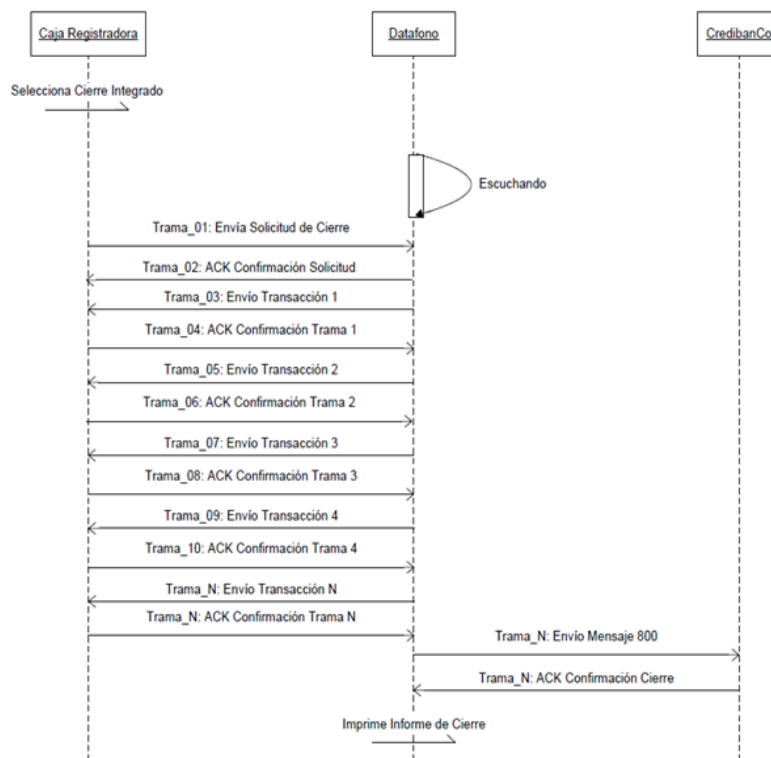 Caja Registradora
Datafono
CredibanCo
Selecciona Cierre Integrado
Escuchando
Trama_01: Envía Solicitud de Cierre
Trama_02: ACK Confirmación Solicitud
Trama_03: Envío Transacción 1
Trama_04: ACK Confirmación Trama 1
Trama_05: Envío Transacción 2
Trama_06: ACK Confirmación Trama 2
Trama_07: Envío Transacción 3
Trama_08: ACK Confirmación Trama 3
Trama_09: Envío Transacción 4
Trama_10: ACK Confirmación Trama 4
Trama_N: Envío Transacción N
Trama_N: ACK Confirmación Trama N
Trama_N: Envío Mensaje 800
Trama_N: ACK Confirmación Cierre
Imprime Informe de Cierre